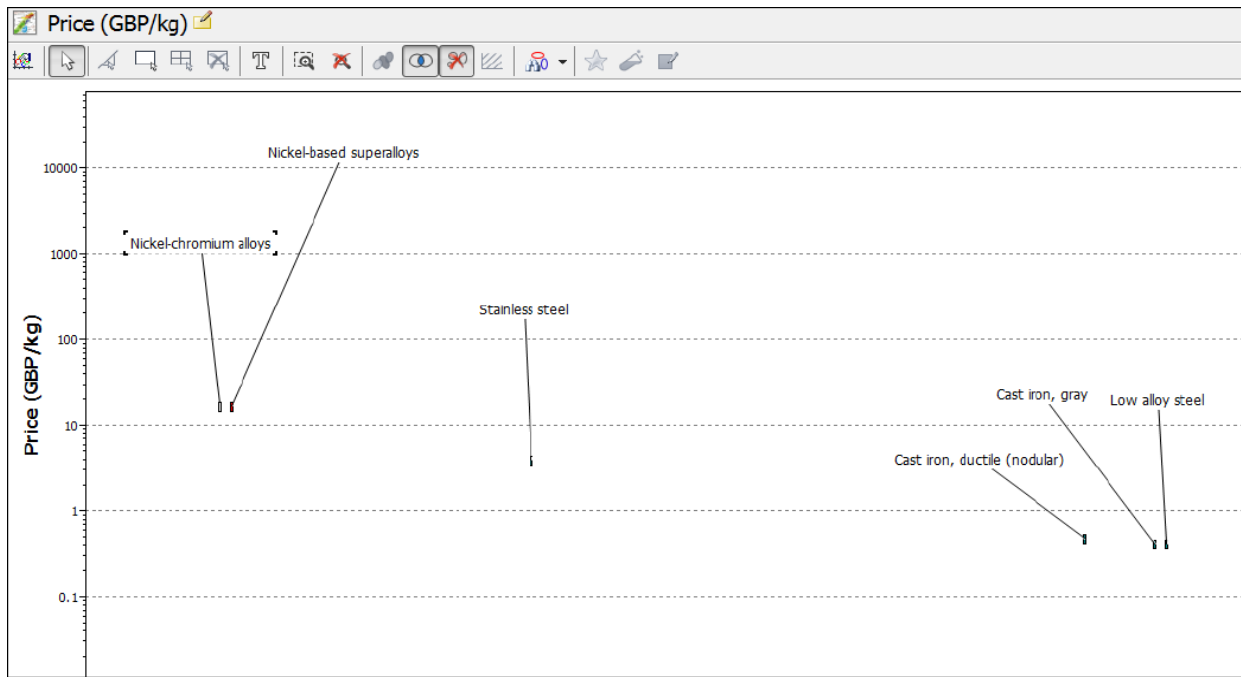 Price (GBP/kg)
Nickel-based superalloys
10000
Nickel-chromium alloys
1000
Stainless steel
100
Cast iron, gray
Low alloy steel
10
Cast iron, ductile (nodular)
1
0.1
Price (GBP/kg)